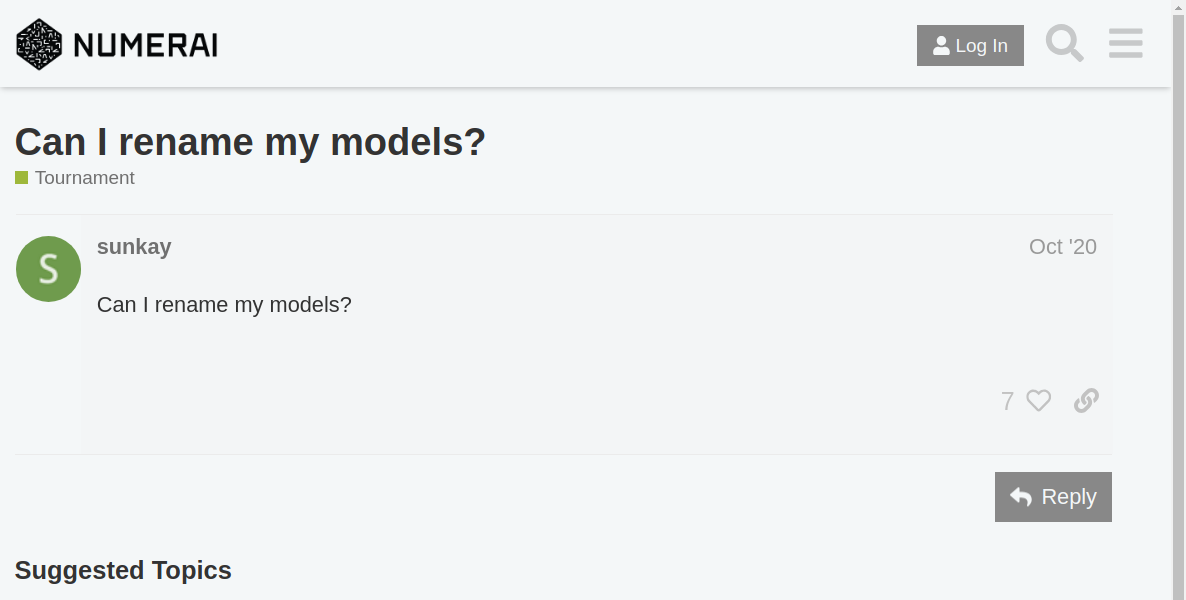 NUMERAI
Log In
Can I rename my models?
Tournament
S
sunkay
Oct '20
Can I rename my models?
7
Reply
Suggested Topics